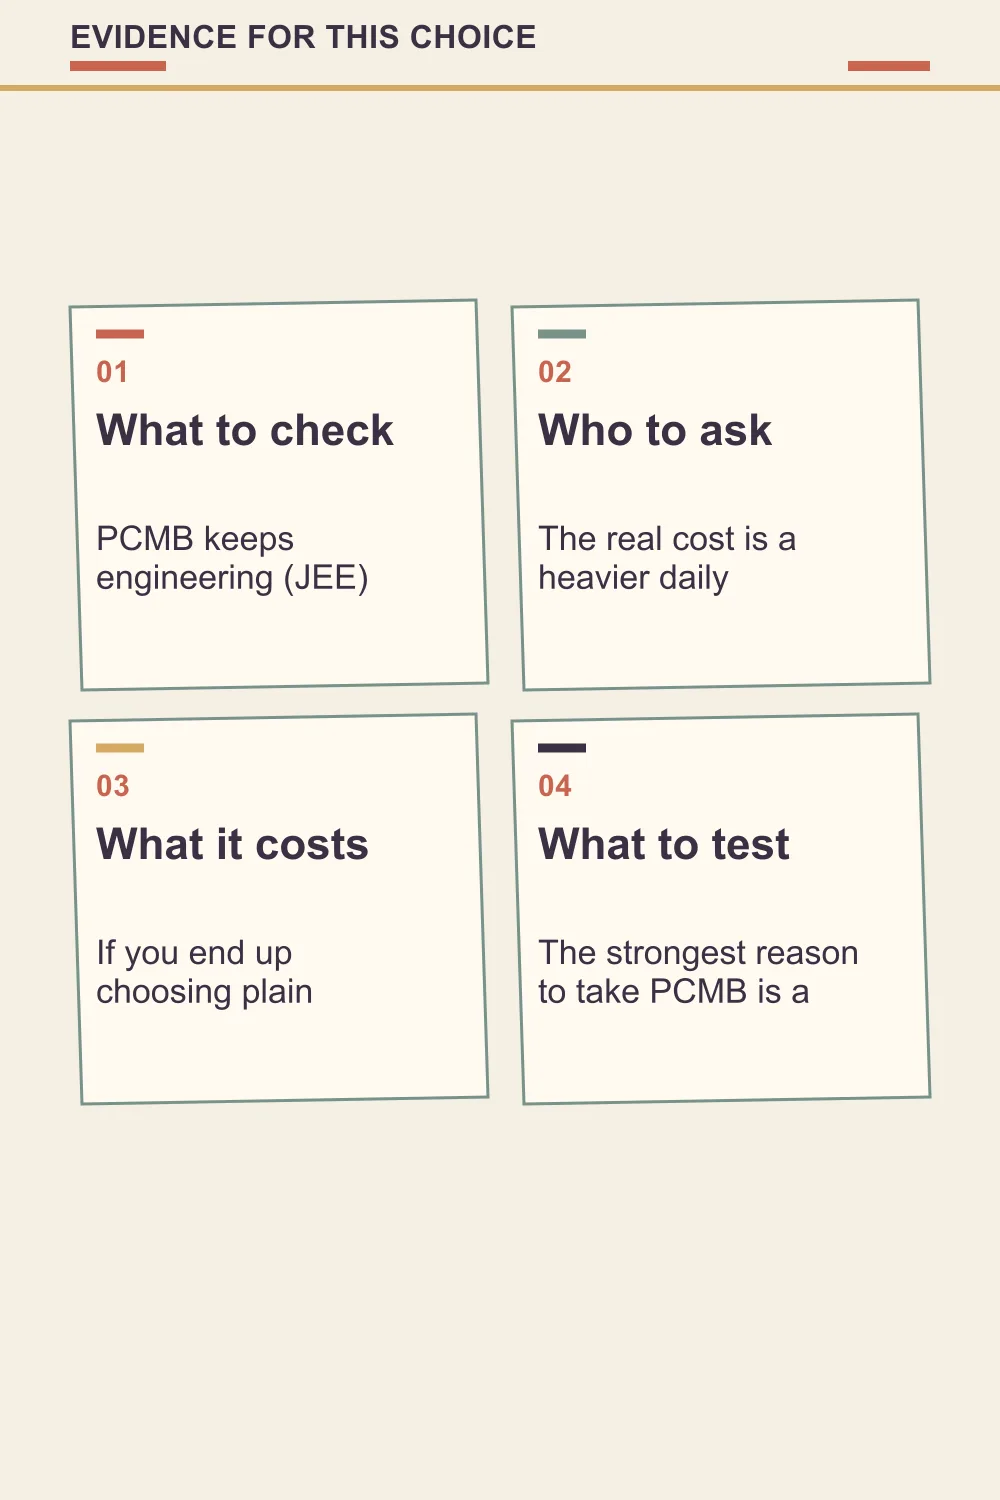 EVIDENCE FOR THIS CHOICE
01
What to check
PCMB keeps
engineering (JEE)
02
Who to ask
The real cost is a
heavier daily
03
What it costs
If you end up
choosing plain
04
What to test
The strongest reason
to take PCMB is a